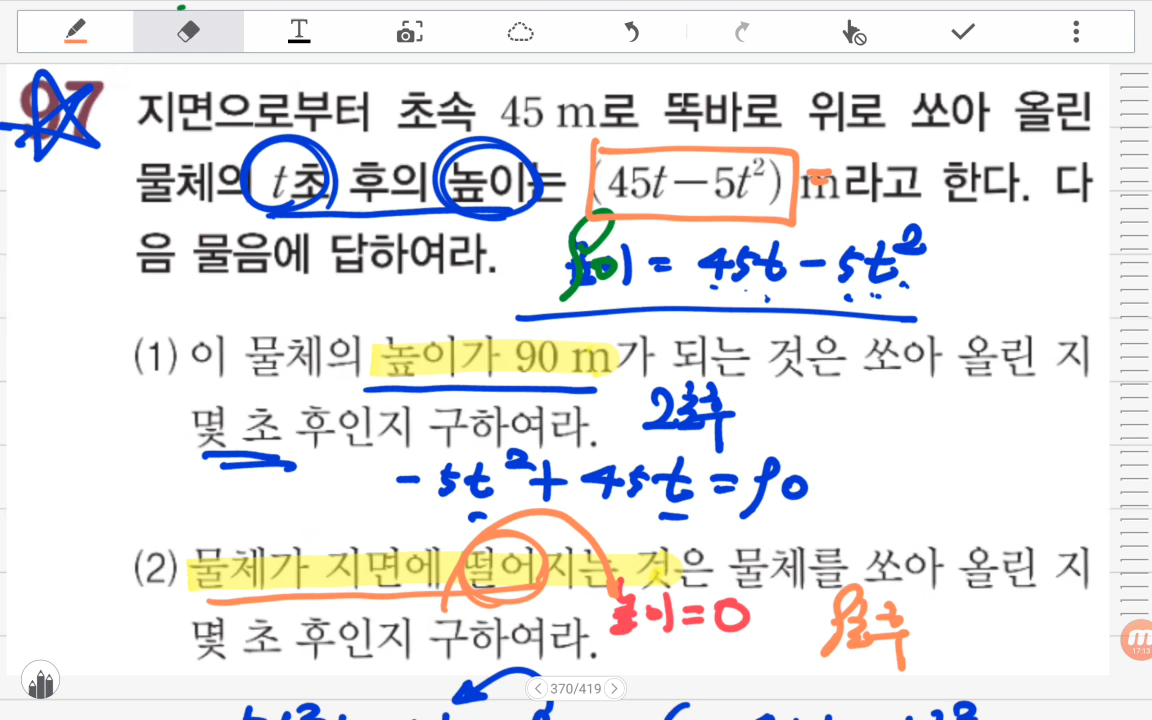 T
97
지면으로부터 초속 45 m로 똑바로 위로 쏘아 올린
물체의 t초 후의 높이는 (45t-5t²) m라고 한다. 다
음 물음에 답하여라.
= 45t - 5t²
(1) 이 물체의 높이가 90 m가 되는 것은 쏘아 올린 지
몇 초 후인지 구하여라.
2초후
-5t²+45t=90
(2) 물체가 지면에 떨어지는 것은 물체를 쏘아 올린 지
높이=0
몇 초 후인지 구하여라.
9초후
17:13
370/419